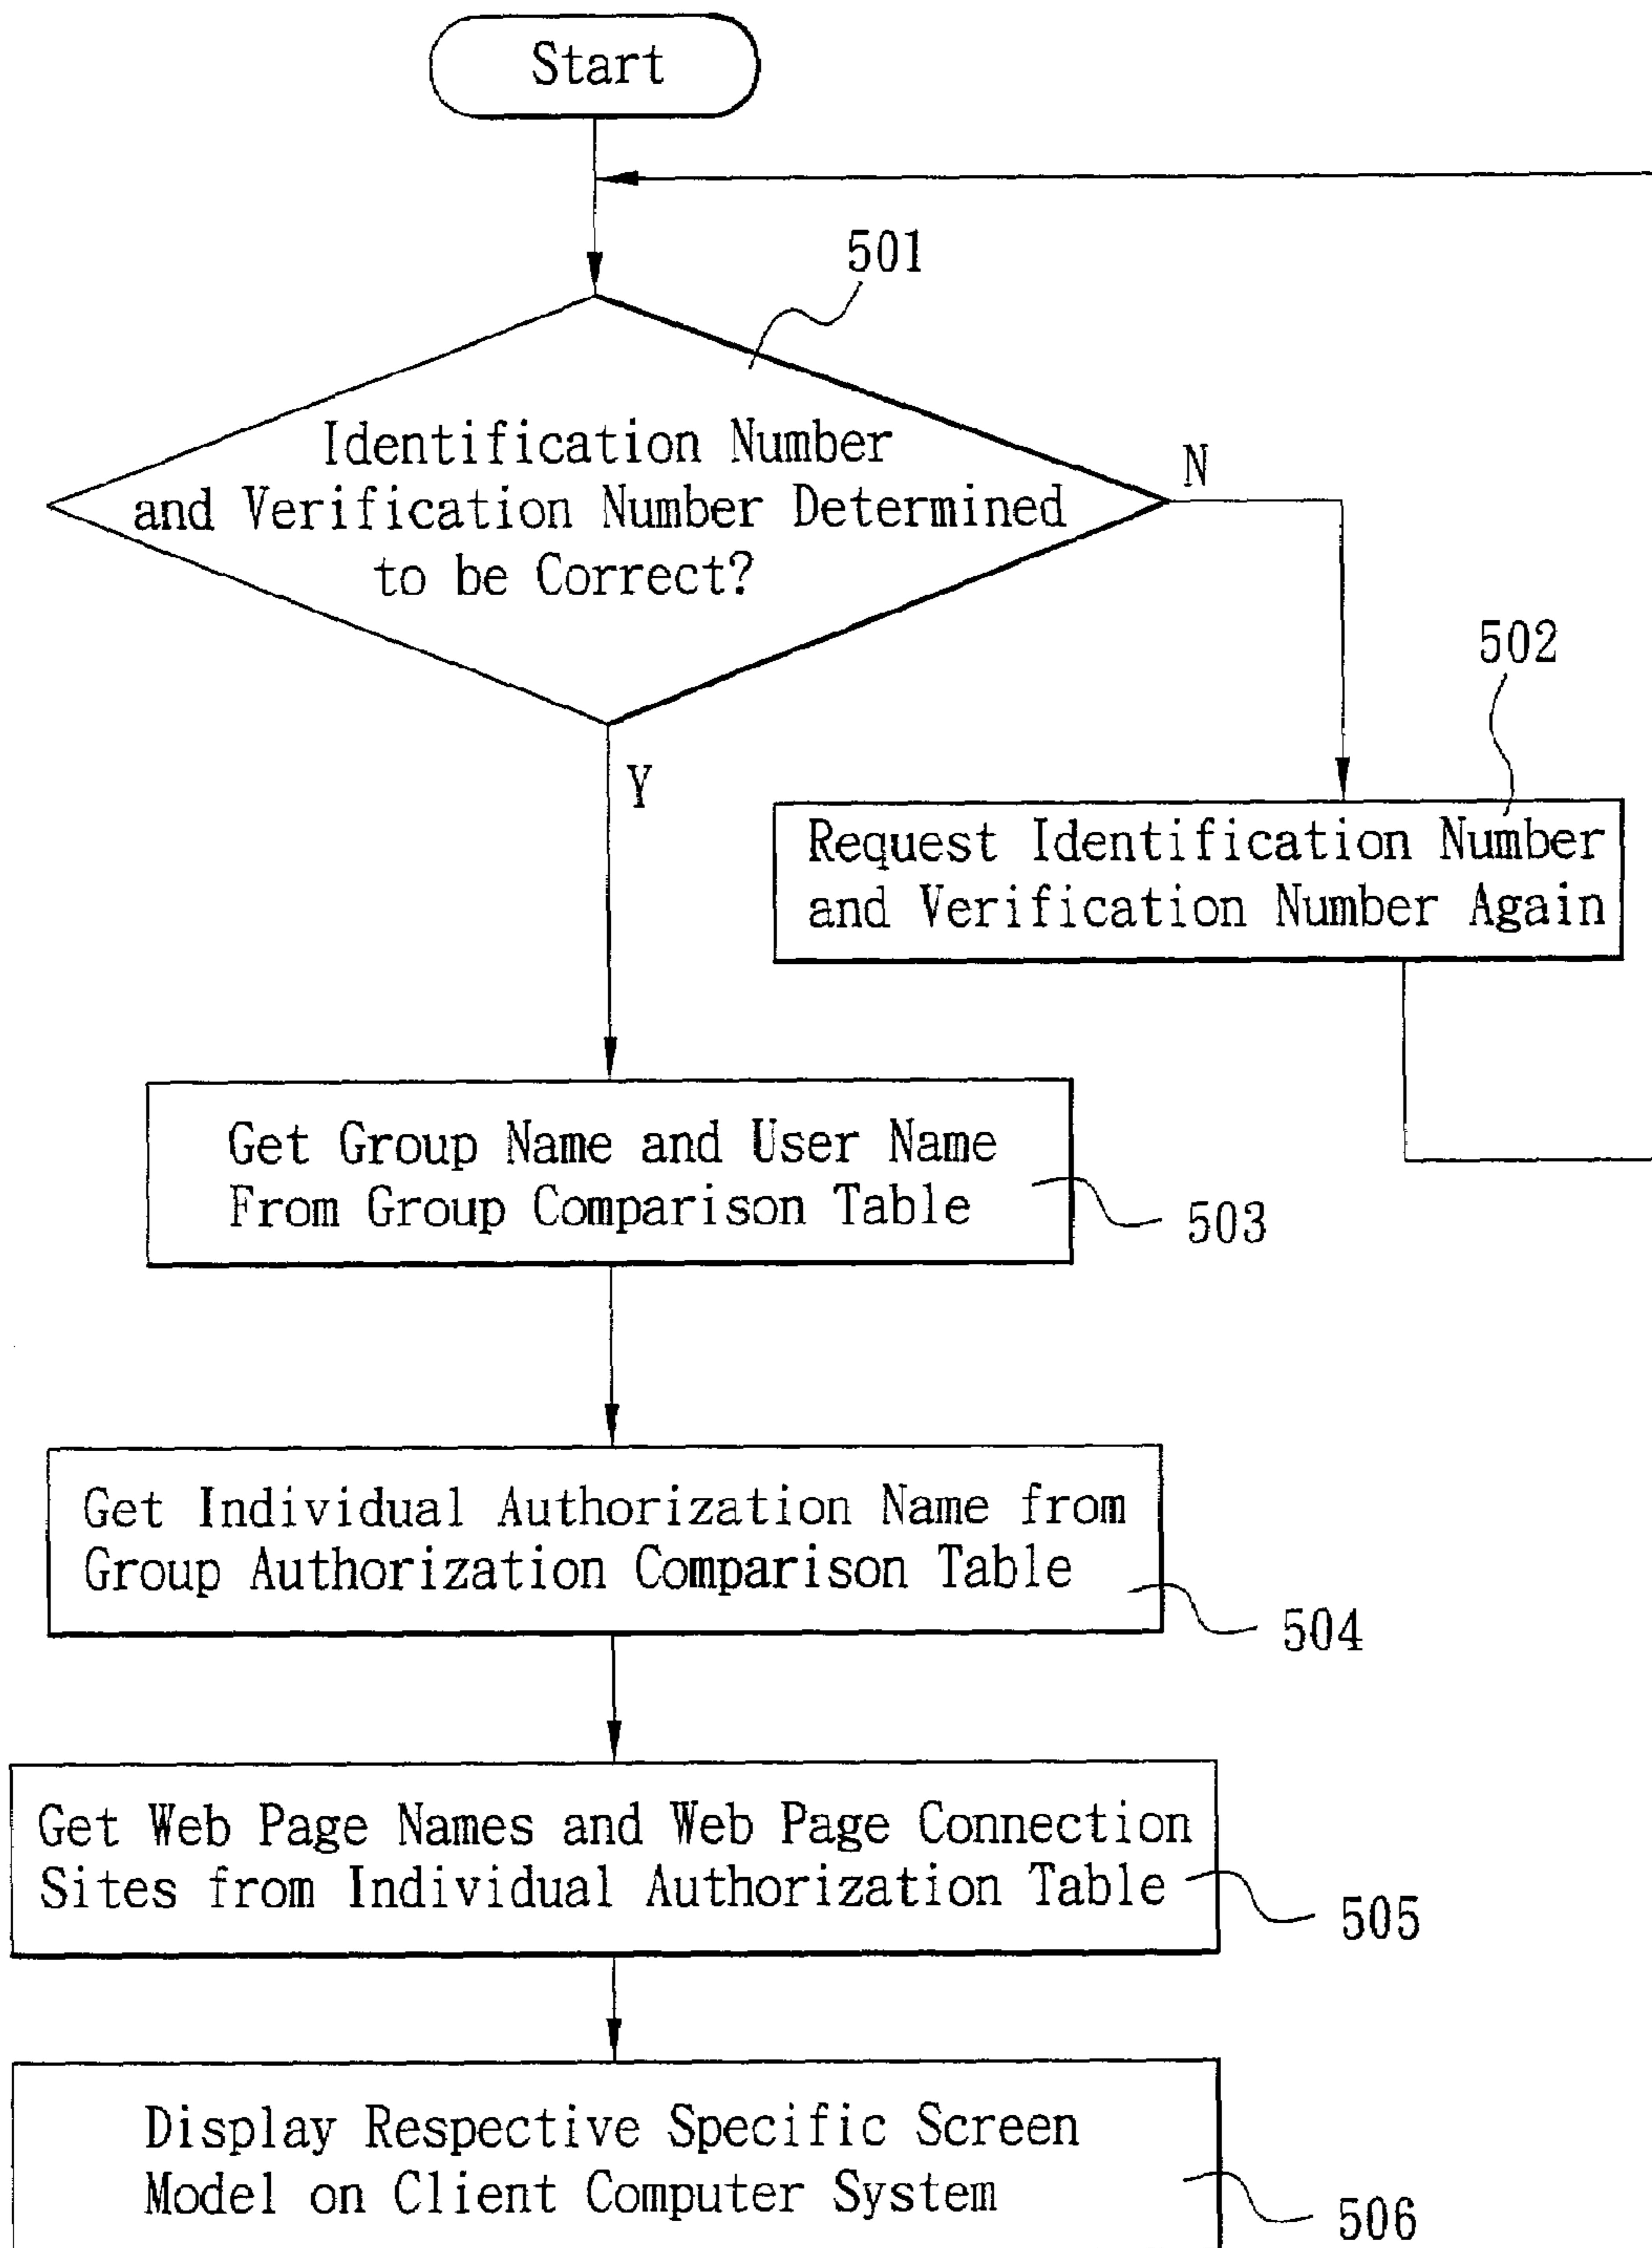 Start
501
Identification Number
and Verification Number Determined
to be Correct?
N
Y
502
Request Identification Number
and Verification Number Again
Get Group Name and User Name
From Group Comparison Table
503
Get Individual Authorization Name from
Group Authorization Comparison Table
504
Get Web Page Names and Web Page Connection
Sites from Individual Authorization Table
505
Display Respective Specific Screen
Model on Client Computer System
506